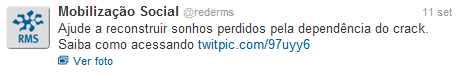 Mobilização Social @rederms 11 set
Ajude a reconstruir sonhos perdidos pela dependência do crack.
Saiba como acessando twitpic.com/97uyy6
Ver foto
RMS